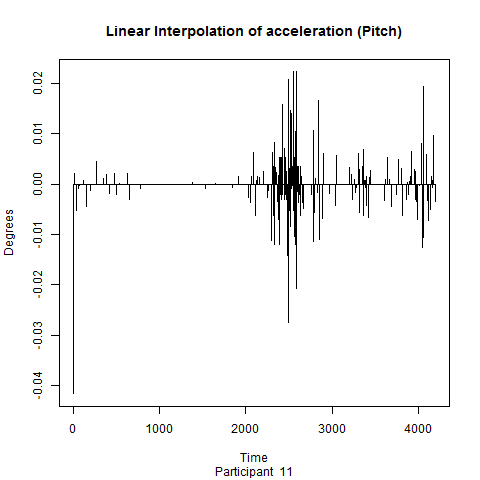 Linear Interpolation of acceleration (Pitch)
0.02
0.01
0.00
-0.01
-0.02
-0.03
-0.04
Degrees
0 1000 2000 3000 4000
Time
Participant 11